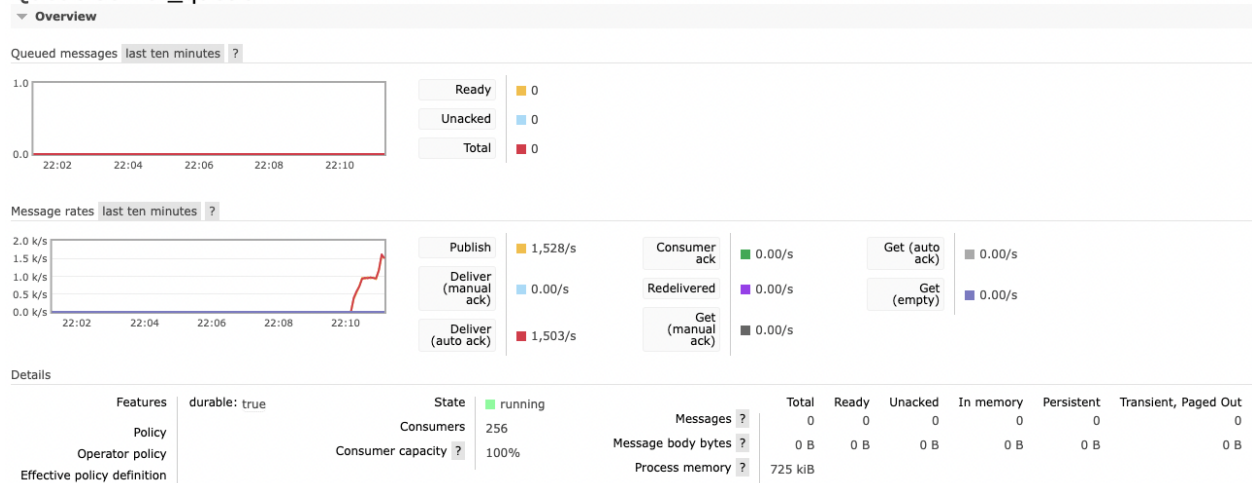 Overview
Queued messages last ten minutes ?
1.0
0.0
22:02 22:04 22:06 22:08 22:10
Ready 0
Unacked 0
Total 0
Message rates last ten minutes ?
2.0 k/s
1.5 k/s
1.0 k/s
0.5 k/s
0.0 k/s
22:02 22:04 22:06 22:08 22:10
Publish 1,528/s
Deliver
(manual
ack) 0.00/s
Deliver
(auto ack) 1,503/s
Consumer
ack 0.00/s
Redelivered 0.00/s
Get
(manual
ack) 0.00/s
Get (auto
ack) 0.00/s
Get
(empty) 0.00/s
Details
Features durable: true
Policy
Operator policy
Effective policy definition
State running
Consumers 256
Consumer capacity ? 100%
Total Ready Unacked In memory Persistent Transient, Paged Out
Messages ? 0 0 0 0 0 0
Message body bytes ? 0 B 0 B 0 B 0 B 0 B 0 B
Process memory ? 725 kiB